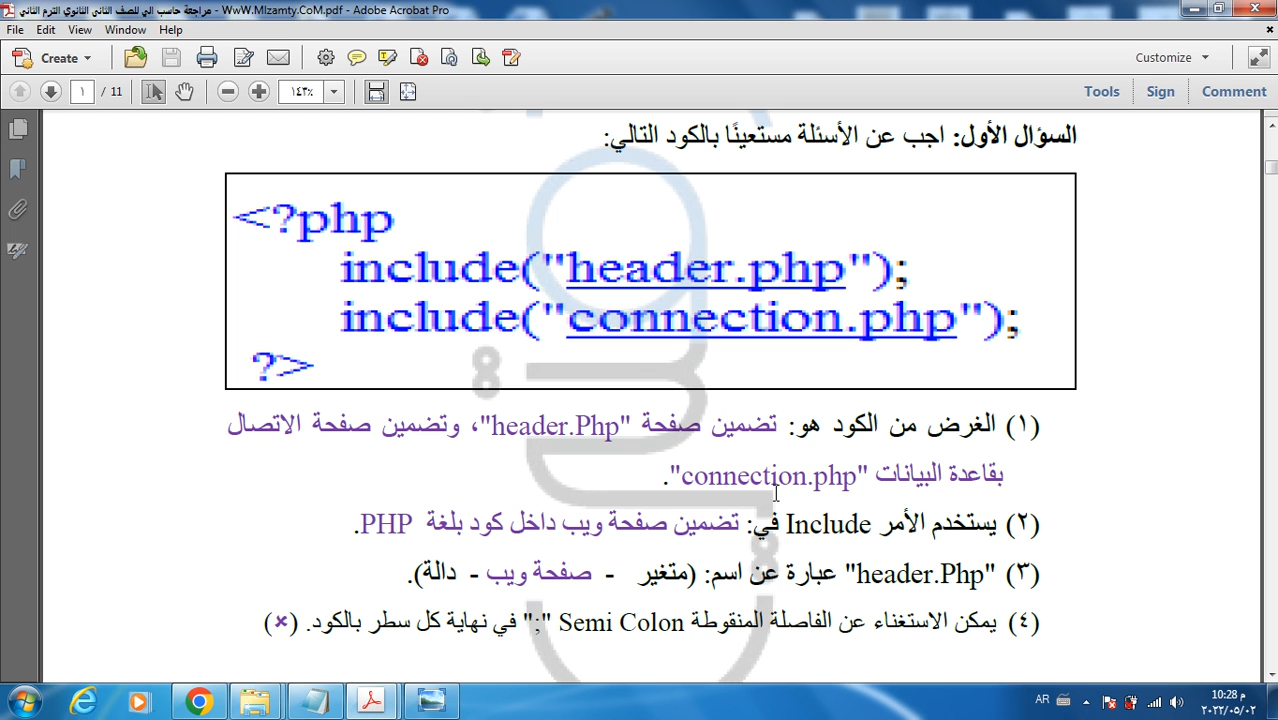 مراجعة حاسب الي للصف الثاني الثانوي الترم الثاني - WwW.MIzamty.CoM.pdf - Adobe Acrobat Pro
File Edit View Window Help
Create Customize
١ / 11 ١٤٣٪ Tools Sign Comment
السؤال الأول: اجب عن الأسئلة مستعينًا بالكود التالي:
<?php
include("header.php");
include("connection.php");
?>
(١) الغرض من الكود هو: تضمين صفحة "header.Php"، وتضمين صفحة الاتصال
بقاعدة البيانات "connection.php".
(٢) يستخدم الأمر Include في: تضمين صفحة ويب داخل كود بلغة PHP.
(٣) "header.Php" عبارة عن اسم: (متغير - صفحة ويب - دالة).
(٤) يمكن الاستغناء عن الفاصلة المنقوطة Semi Colon ";" في نهاية كل سطر بالكود. (×)
AR
10:28 م
٢٠٢٢/٠٥/٠٢